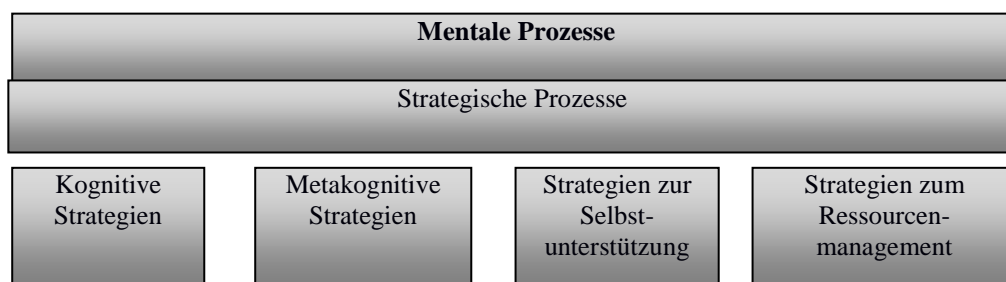 Mentale Prozesse
Strategische Prozesse
Kognitive
Strategien
Metakognitive
Strategien
Strategien zur
Selbst-
unterstützung
Strategien zum
Ressourcen-
management